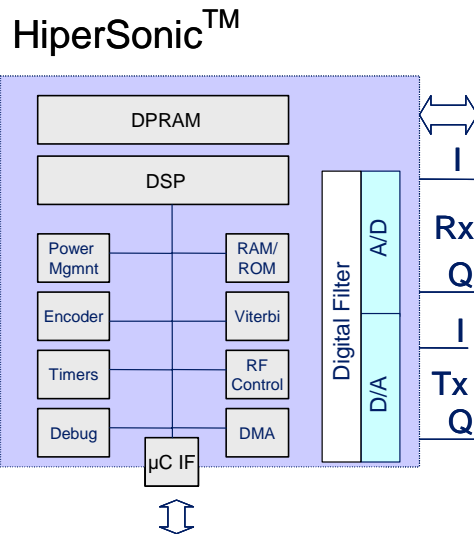 HiperSonic™
DPRAM
DSP
Power
Mgmnt
RAM/
ROM
Encoder
Viterbi
Timers
RF
Control
Debug
DMA
µC IF
Digital Filter
A/D
D/A
I
Rx
Q
I
Tx
Q